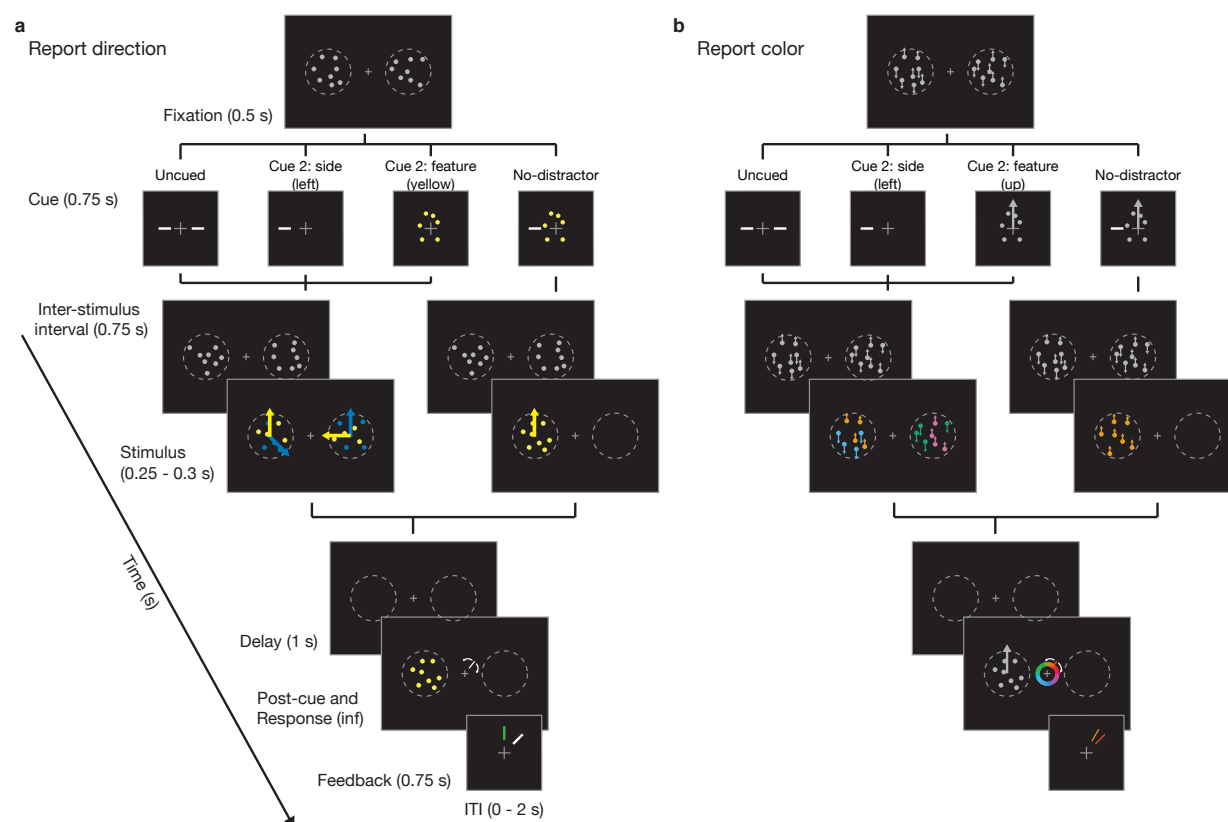 a
Report direction
Fixation (0.5 s)
Uncued
Cue 2: side
(left)
Cue 2: feature
(yellow)
No-distractor
Cue (0.75 s)
Inter-stimulus
interval (0.75 s)
Stimulus
(0.25 - 0.3 s)
Time (s)
Delay (1 s)
Post-cue and
Response (inf)
Feedback (0.75 s)
ITI (0 - 2 s)
b
Report color
Uncued
Cue 2: side
(left)
Cue 2: feature
(up)
No-distractor